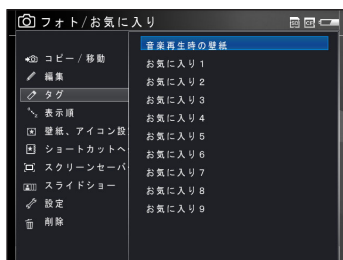 フォト/お気に入り
コピー / 移動
編集
タグ
表示順
壁紙、アイコン設
ショートカットへ
スクリーンセーバ
スライドショー
設定
削除
音楽再生時の壁紙
お気に入り 1
お気に入り 2
お気に入り 3
お気に入り 4
お気に入り 5
お気に入り 6
お気に入り 7
お気に入り 8
お気に入り 9